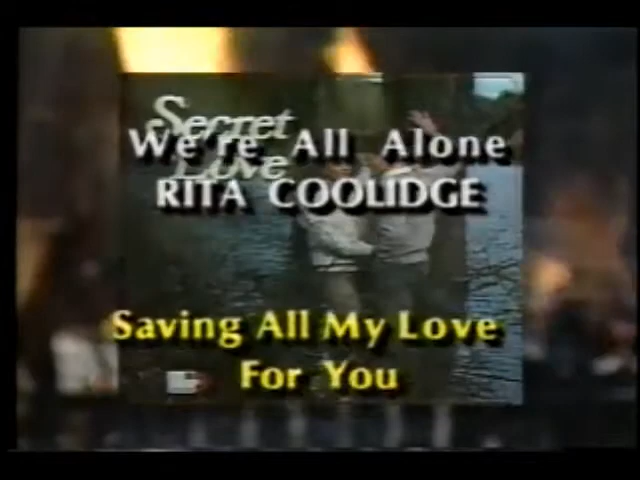 Secret
Love
We're All Alone
RITA COOLIDGE
Saving All My Love
For You